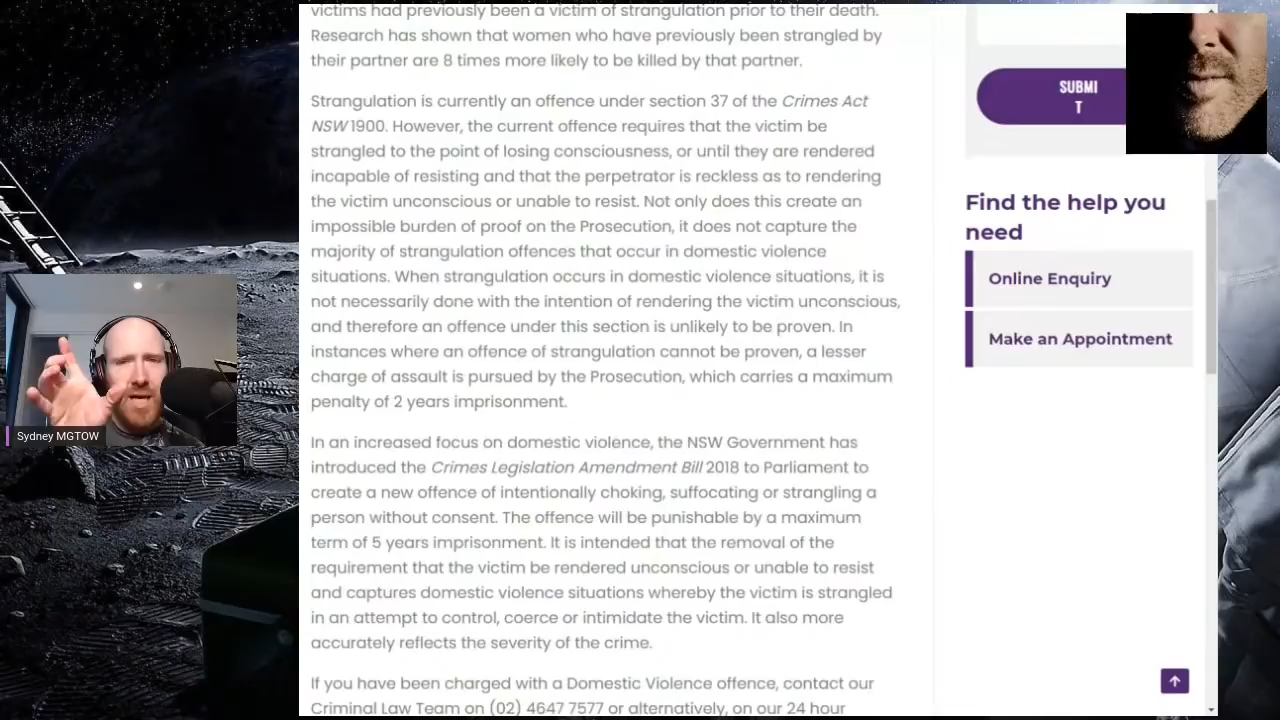 victims had previously been a victim of strangulation prior to their death.
Research has shown that women who have previously been strangled by
their partner are 8 times more likely to be killed by that partner.
Strangulation is currently an offence under section 37 of the Crimes Act
NSW 1900. However, the current offence requires that the victim be
strangled to the point of losing consciousness, or until they are rendered
incapable of resisting and that the perpetrator is reckless as to rendering
the victim unconscious or unable to resist. Not only does this create an
impossible burden of proof on the Prosecution, it does not capture the
majority of strangulation offences that occur in domestic violence
situations. When strangulation occurs in domestic violence situations, it is
not necessarily done with the intention of rendering the victim unconscious,
and therefore an offence under this section is unlikely to be proven. In
instances where an offence of strangulation cannot be proven, a lesser
charge of assault is pursued by the Prosecution, which carries a maximum
penalty of 2 years imprisonment.
In an increased focus on domestic violence, the NSW Government has
introduced the Crimes Legislation Amendment Bill 2018 to Parliament to
create a new offence of intentionally choking, suffocating or strangling a
person without consent. The offence will be punishable by a maximum
term of 5 years imprisonment. It is intended that the removal of the
requirement that the victim be rendered unconscious or unable to resist
and captures domestic violence situations whereby the victim is strangled
in an attempt to control, coerce or intimidate the victim. It also more
accurately reflects the severity of the crime.
If you have been charged with a Domestic Violence offence, contact our
Criminal Law Team on (02) 4647 7577 or alternatively, on our 24 hour
SUBMI
T
Find the help you
need
Online Enquiry
Make an Appointment
Sydney MGTOW